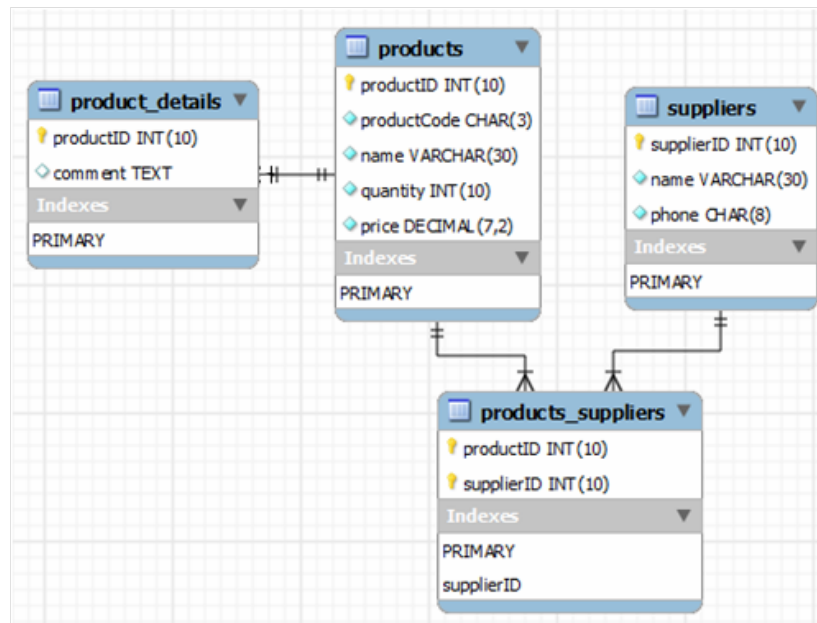 product_details
productID INT(10)
comment TEXT
Indexes
PRIMARY
products
productID INT(10)
productCode CHAR(3)
name VARCHAR(30)
quantity INT(10)
price DECIMAL(7,2)
Indexes
PRIMARY
suppliers
supplierID INT(10)
name VARCHAR(30)
phone CHAR(8)
Indexes
PRIMARY
products_suppliers
productID INT(10)
supplierID INT(10)
Indexes
PRIMARY
supplierID